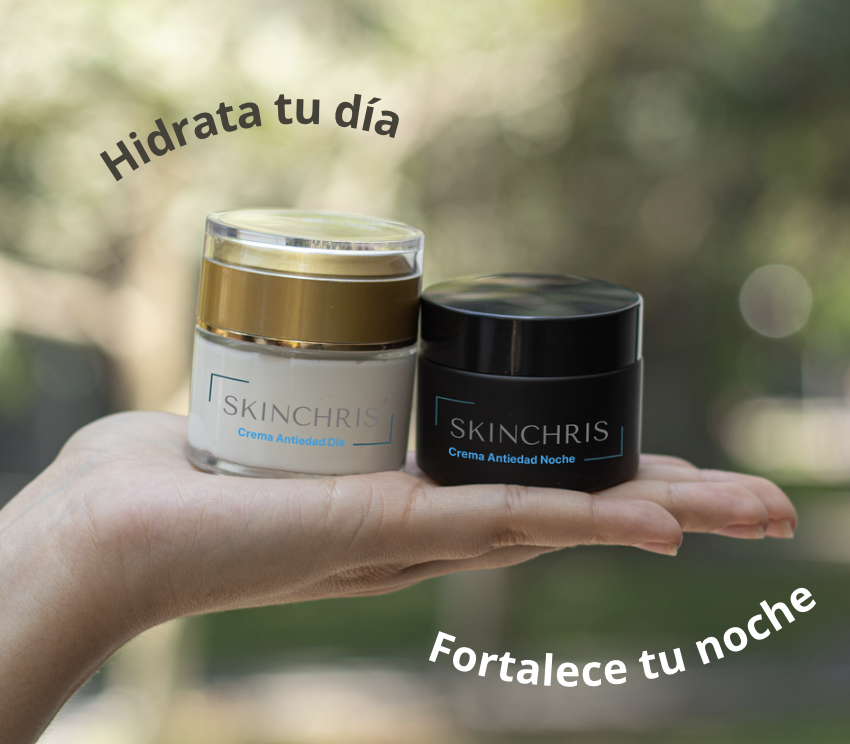 Hidrata tu día
SKINCHRIS
Crema Antiedad Día
SKINCHRIS
Crema Antiedad Noche
Fortalece tu noche